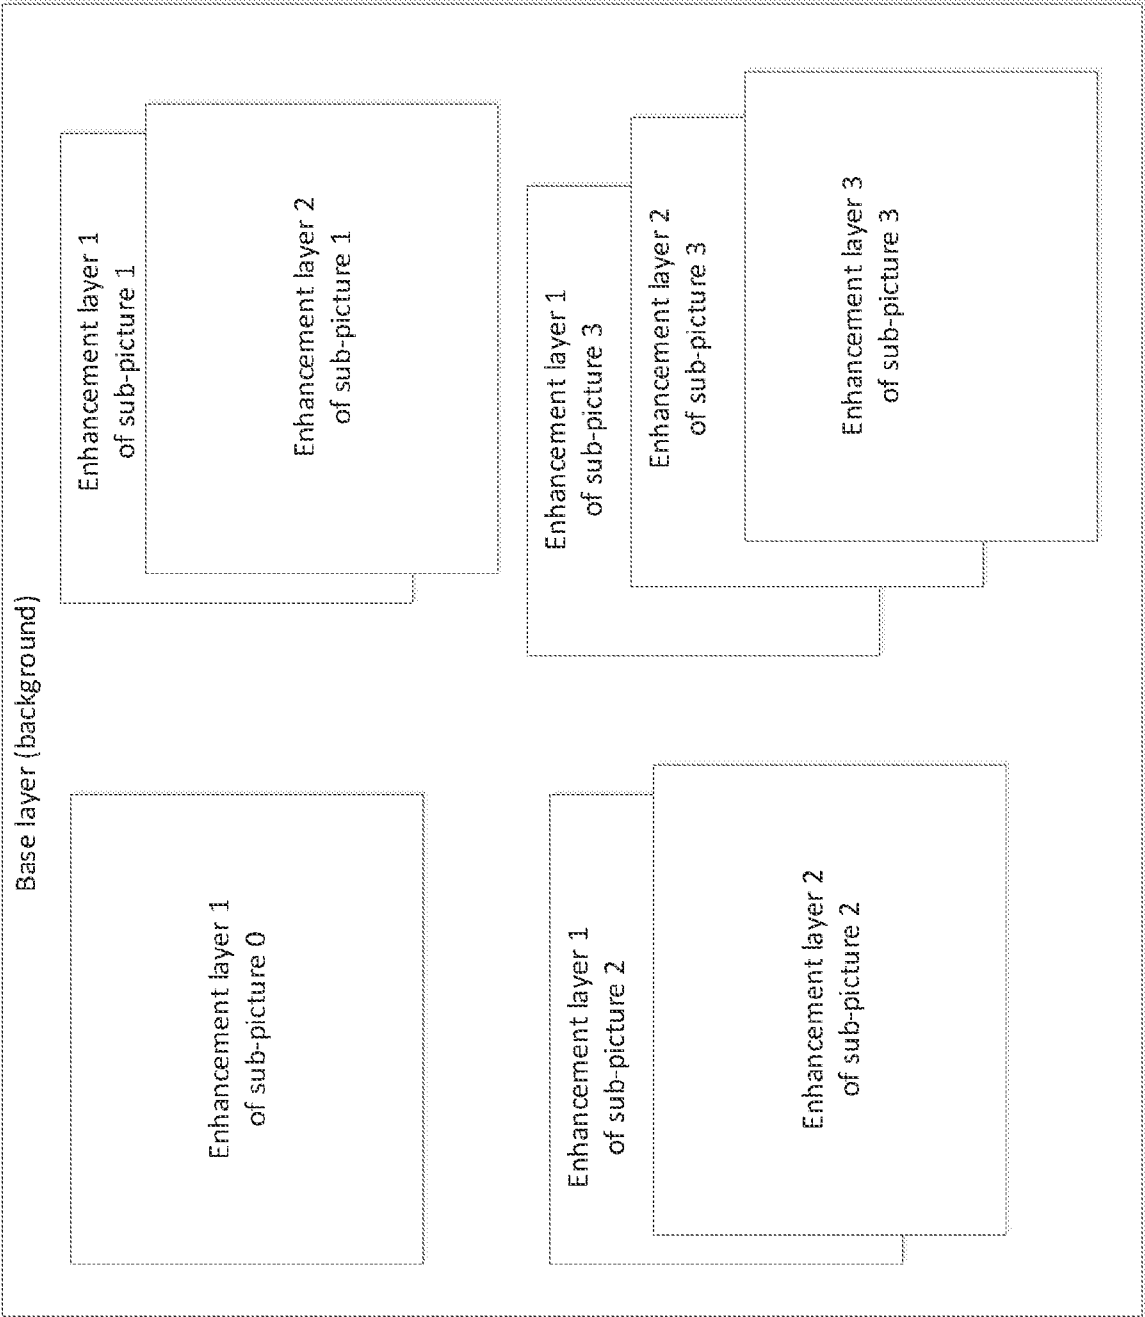 Base layer (background)
Enhancement layer 1
of sub-picture 0
Enhancement layer 1
of sub-picture 1
Enhancement layer 2
of sub-picture 1
Enhancement layer 1
of sub-picture 2
Enhancement layer 2
of sub-picture 2
Enhancement layer 1
of sub-picture 3
Enhancement layer 2
of sub-picture 3
Enhancement layer 3
of sub-picture 3